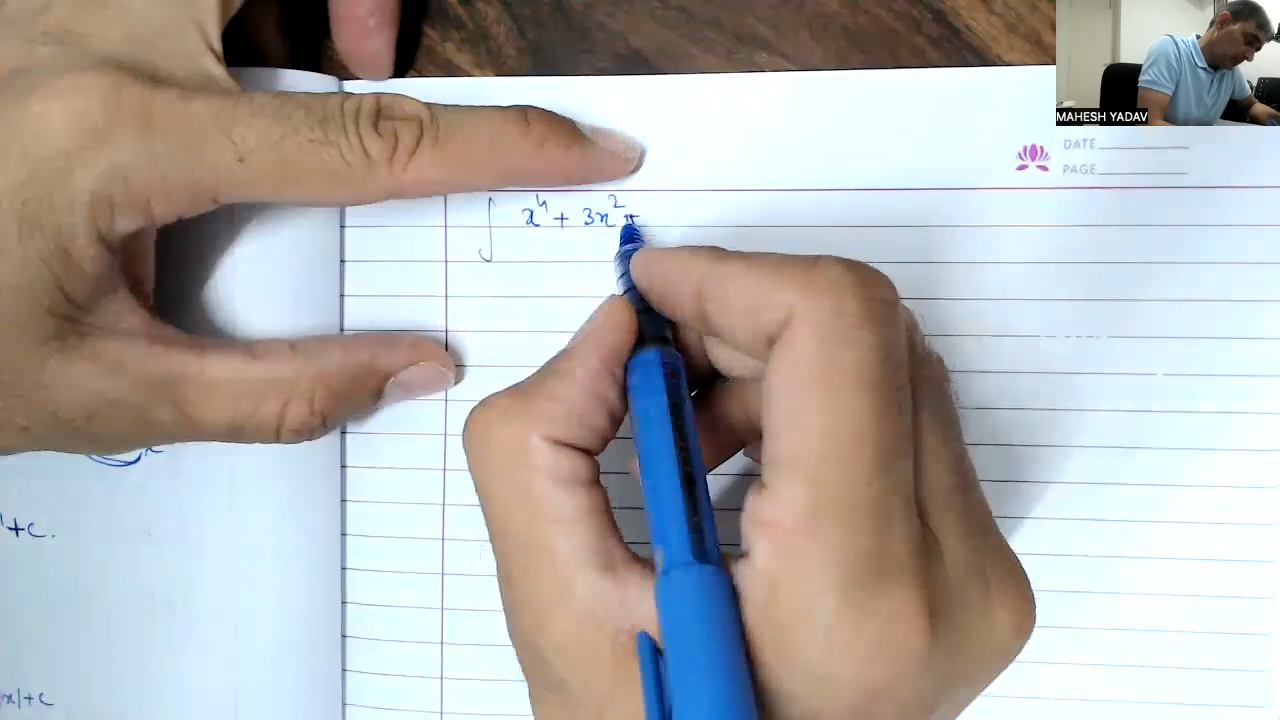 MAHESH YADAV
DATE
PAGE
∫ x⁴ + 3x²
+c.
x|+c